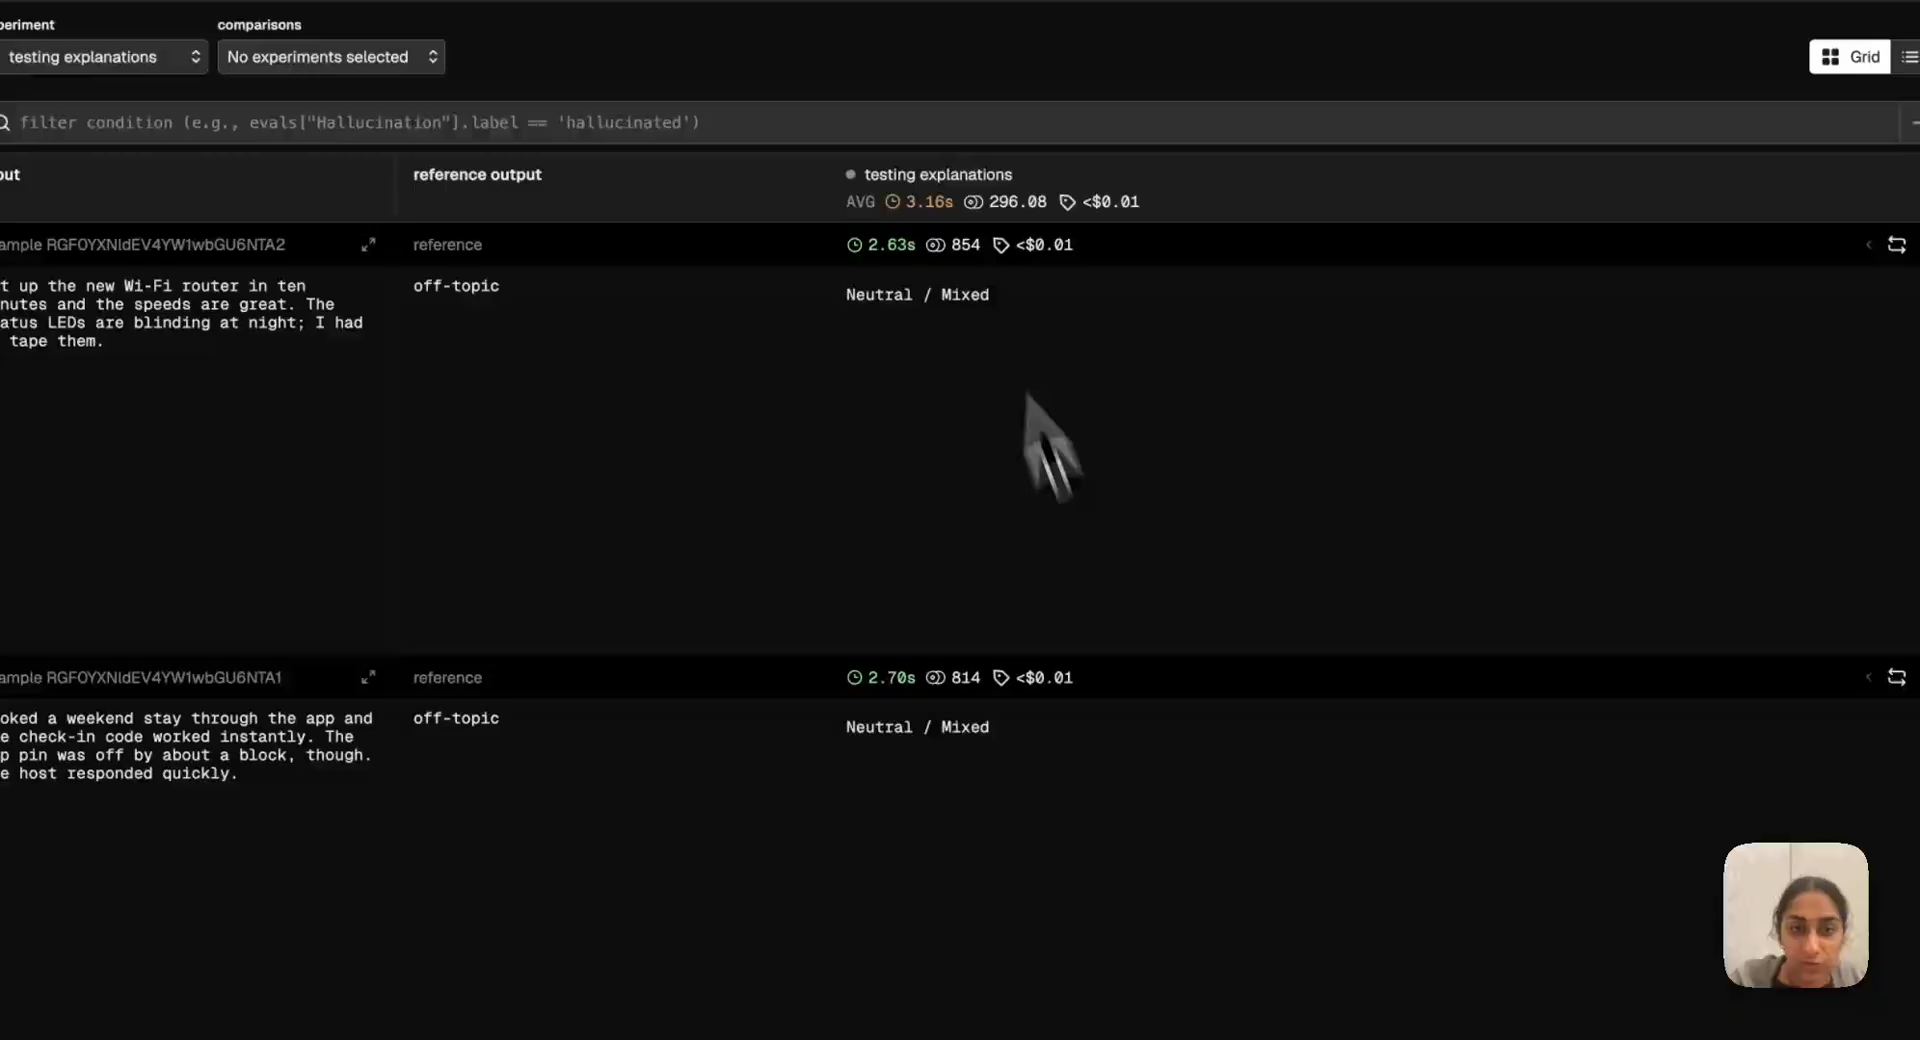 periment
comparisons
testing explanations
No experiments selected
Grid
filter condition (e.g., evals["Hallucination"].label == 'hallucinated')
out
reference output
testing explanations
AVG 3.16s 296.08 <$0.01
ample RGF0YXNldEV4YW1wbGU6NTA2
reference
2.63s 854 <$0.01
t up the new Wi-Fi router in ten
nutes and the speeds are great. The
atus LEDs are blinding at night; I had
tape them.
off-topic
Neutral / Mixed
ample RGF0YXNldEV4YW1wbGU6NTA1
reference
2.70s 814 <$0.01
oked a weekend stay through the app and
e check-in code worked instantly. The
p pin was off by about a block, though.
e host responded quickly.
off-topic
Neutral / Mixed